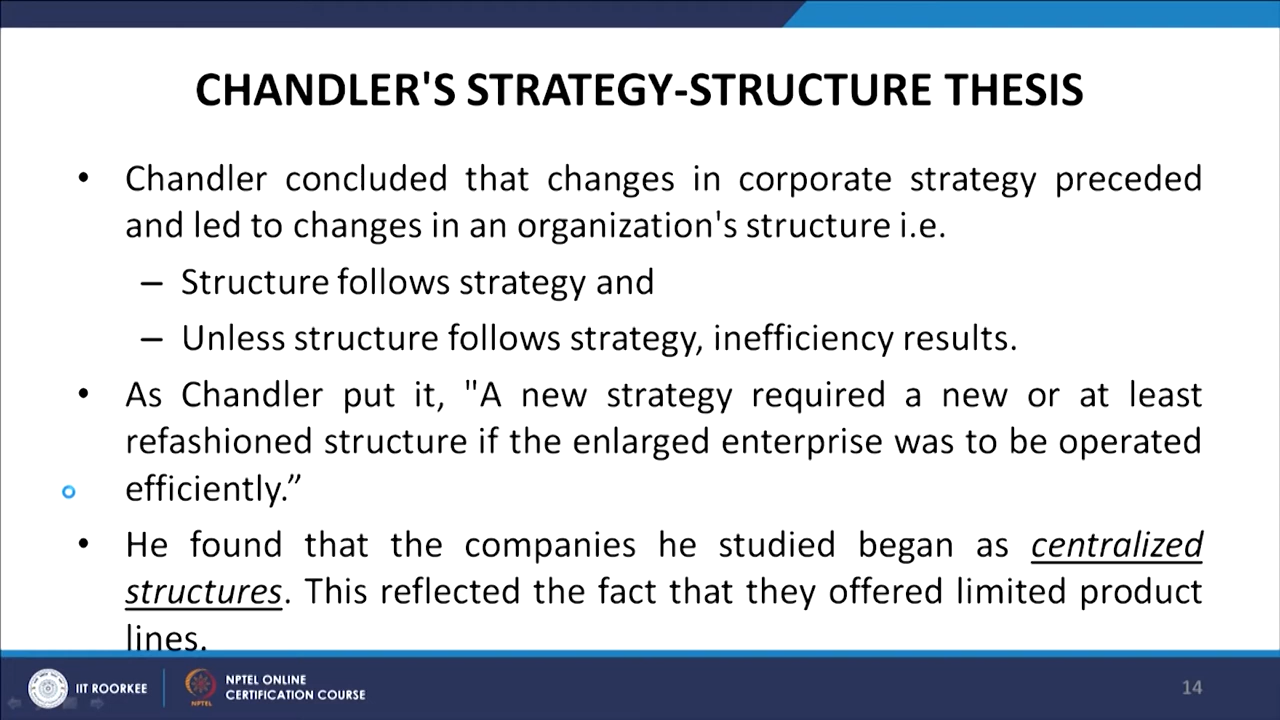 CHANDLER'S STRATEGY-STRUCTURE THESIS
• Chandler concluded that changes in corporate strategy preceded
and led to changes in an organization's structure i.e.
– Structure follows strategy and
– Unless structure follows strategy, inefficiency results.
• As Chandler put it, "A new strategy required a new or at least
refashioned structure if the enlarged enterprise was to be operated
efficiently.”
• He found that the companies he studied began as centralized
structures. This reflected the fact that they offered limited product
lines.
IIT ROORKEE
NPTEL
NPTEL ONLINE
CERTIFICATION COURSE
14